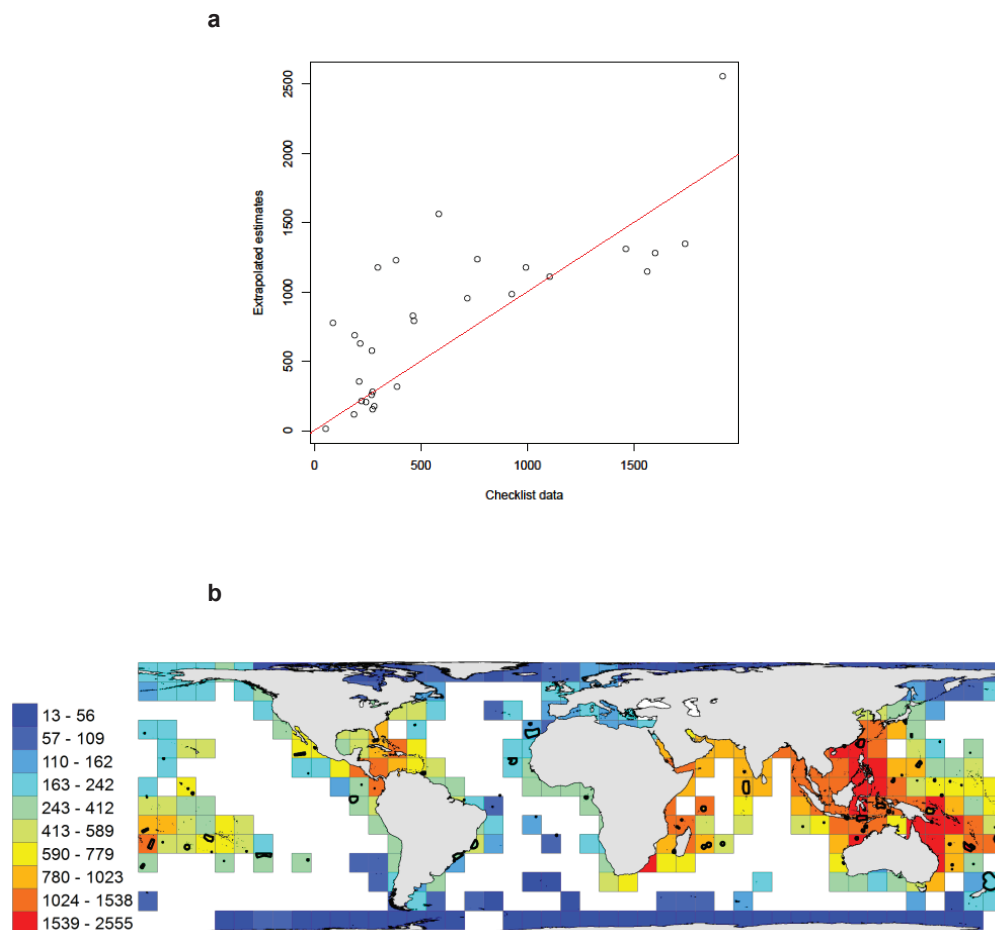 a
2500
2000
1500
1000
500
0
Extrapolated estimates
0 500 1000 1500
Checklist data
b
13 - 56
57 - 109
110 - 162
163 - 242
243 - 412
413 - 589
590 - 779
780 - 1023
1024 - 1538
1539 - 2555